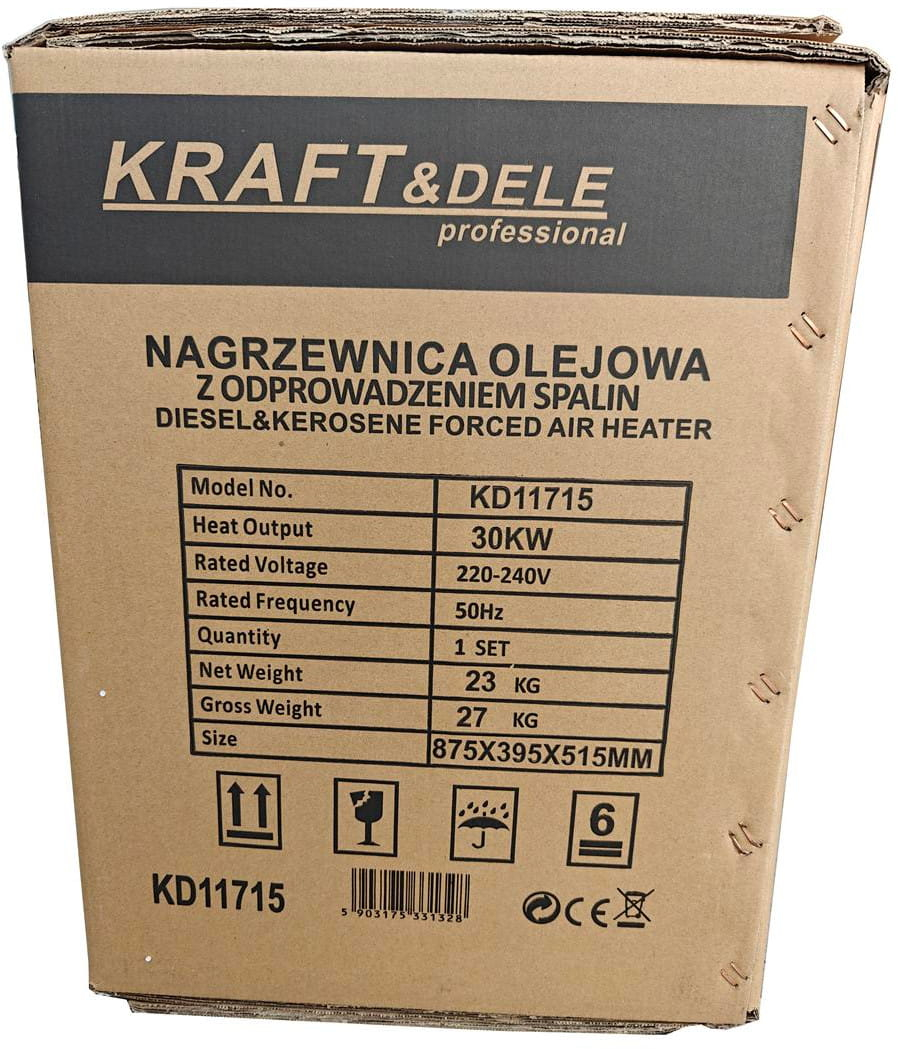 KRAFT&DELE
professional
NAGRZEWNICA OLEJOWA
Z ODPROWADZENIEM SPALIN
DIESEL&KEROSENE FORCED AIR HEATER
Model No. KD11715
Heat Output 30KW
Rated Voltage 220-240V
Rated Frequency 50Hz
Quantity 1 SET
Net Weight 23 KG
Gross Weight 27 KG
Size 875X395X515MM
6
KD11715
5 903175 331328
CE